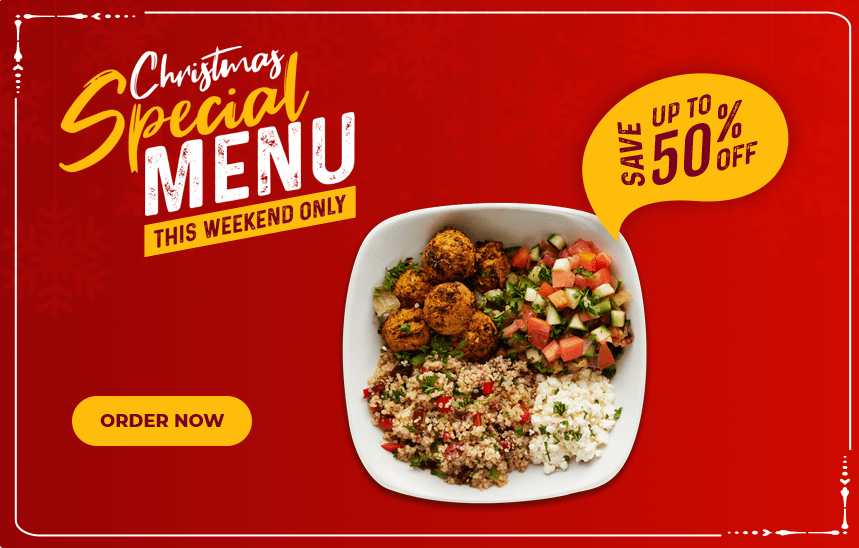 Christmas
Special
MENU
THIS WEEKEND ONLY
SAVE
UP TO
50%
OFF
ORDER NOW